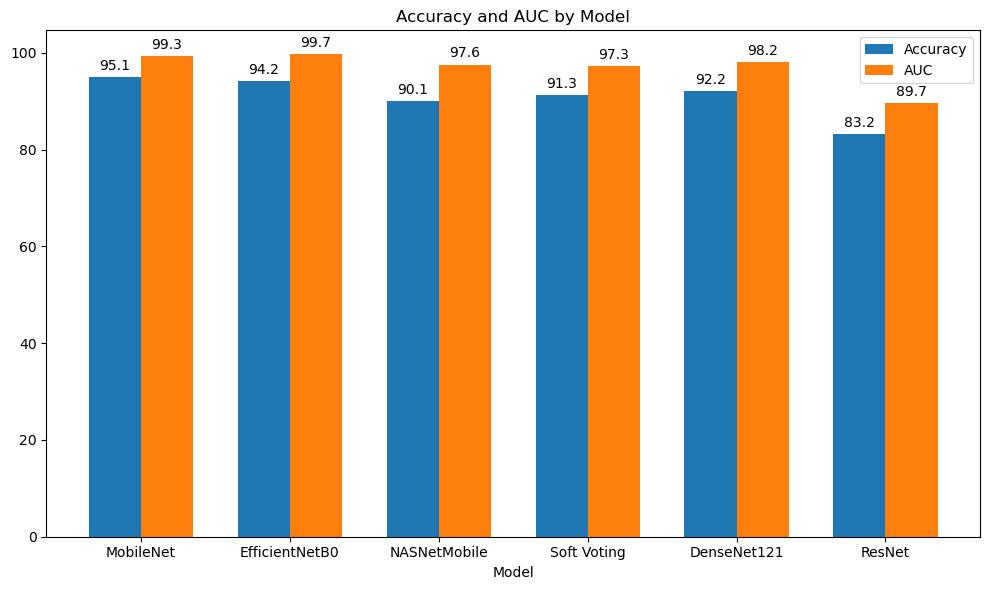 Accuracy and AUC by Model
Accuracy
AUC
100
80
60
40
20
0
95.1
99.3
94.2
99.7
90.1
97.6
91.3
97.3
92.2
98.2
83.2
89.7
MobileNet
EfficientNetB0
NASNetMobile
Soft Voting
DenseNet121
ResNet
Model